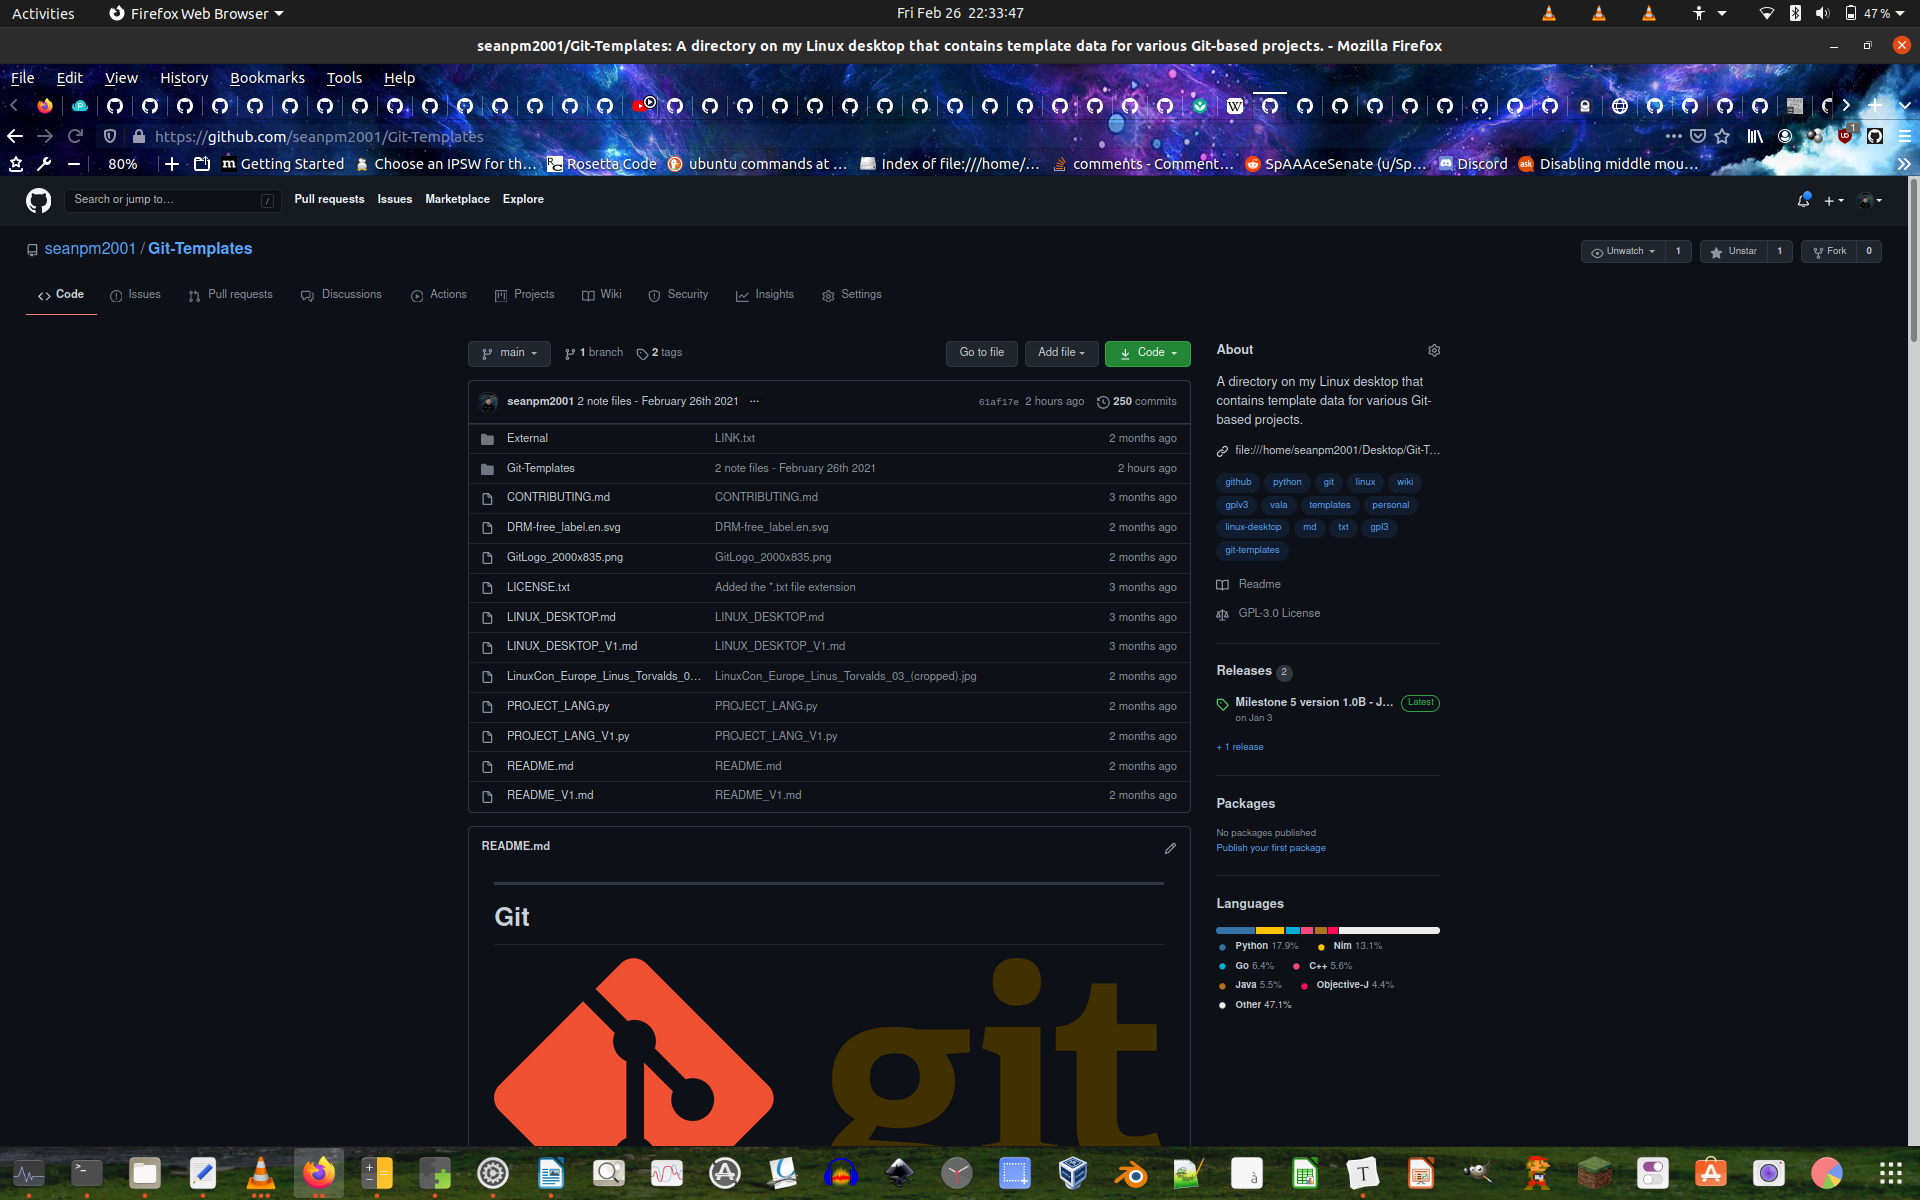 Activities Firefox Web Browser Fri Feb 26 22:33:47 47 %
seanpm2001/Git-Templates: A directory on my Linux desktop that contains template data for various Git-based projects. - Mozilla Firefox
File Edit View History Bookmarks Tools Help
https://github.com/seanpm2001/Git-Templates
80% Getting Started Choose an IPSW for th… Rosetta Code ubuntu commands at … Index of file:///home/… comments - Comment… SpAAAceSenate (u/Sp… Discord Disabling middle mou…
Search or jump to… / Pull requests Issues Marketplace Explore
seanpm2001 / Git-Templates Unwatch 1 Unstar 1 Fork 0
Code Issues Pull requests Discussions Actions Projects Wiki Security Insights Settings
main 1 branch 2 tags Go to file Add file Code
seanpm2001 2 note files - February 26th 2021 ... 61af17e 2 hours ago 250 commits
External LINK.txt 2 months ago
Git-Templates 2 note files - February 26th 2021 2 hours ago
CONTRIBUTING.md CONTRIBUTING.md 3 months ago
DRM-free_label.en.svg DRM-free_label.en.svg 2 months ago
GitLogo_2000x835.png GitLogo_2000x835.png 2 months ago
LICENSE.txt Added the *.txt file extension 3 months ago
LINUX_DESKTOP.md LINUX_DESKTOP.md 3 months ago
LINUX_DESKTOP_V1.md LINUX_DESKTOP_V1.md 3 months ago
LinuxCon_Europe_Linus_Torvalds_0… LinuxCon_Europe_Linus_Torvalds_03_(cropped).jpg 2 months ago
PROJECT_LANG.py PROJECT_LANG.py 2 months ago
PROJECT_LANG_V1.py PROJECT_LANG_V1.py 2 months ago
README.md README.md 2 months ago
README_V1.md README_V1.md 2 months ago
README.md
Git
git
About
A directory on my Linux desktop that
contains template data for various Git-
based projects.
file:///home/seanpm2001/Desktop/Git-T…
github python git linux wiki
gplv3 vala templates personal
linux-desktop md txt gpl3
git-templates
Readme
GPL-3.0 License
Releases 2
Milestone 5 version 1.0B - J… Latest
on Jan 3
+ 1 release
Packages
No packages published
Publish your first package
Languages
Python 17.9% Nim 13.1%
Go 6.4% C++ 5.6%
Java 5.5% Objective-J 4.4%
Other 47.1%